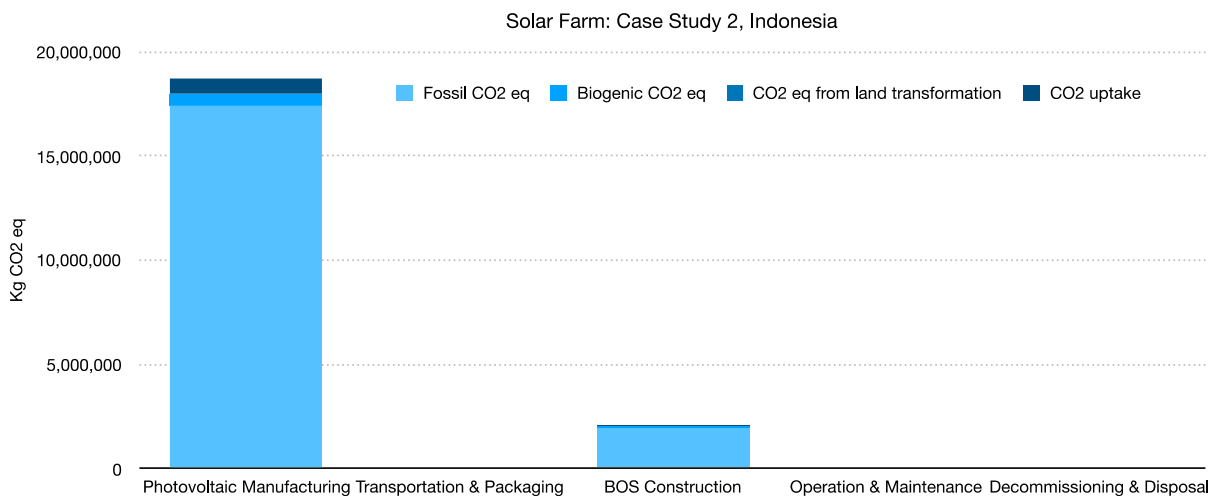 Solar Farm: Case Study 2, Indonesia
20,000,000
Fossil CO2 eq Biogenic CO2 eq CO2 eq from land transformation CO2 uptake
15,000,000
Kg CO2 eq
10,000,000
5,000,000
0
Photovoltaic Manufacturing Transportation & Packaging BOS Construction Operation & Maintenance Decommissioning & Disposal